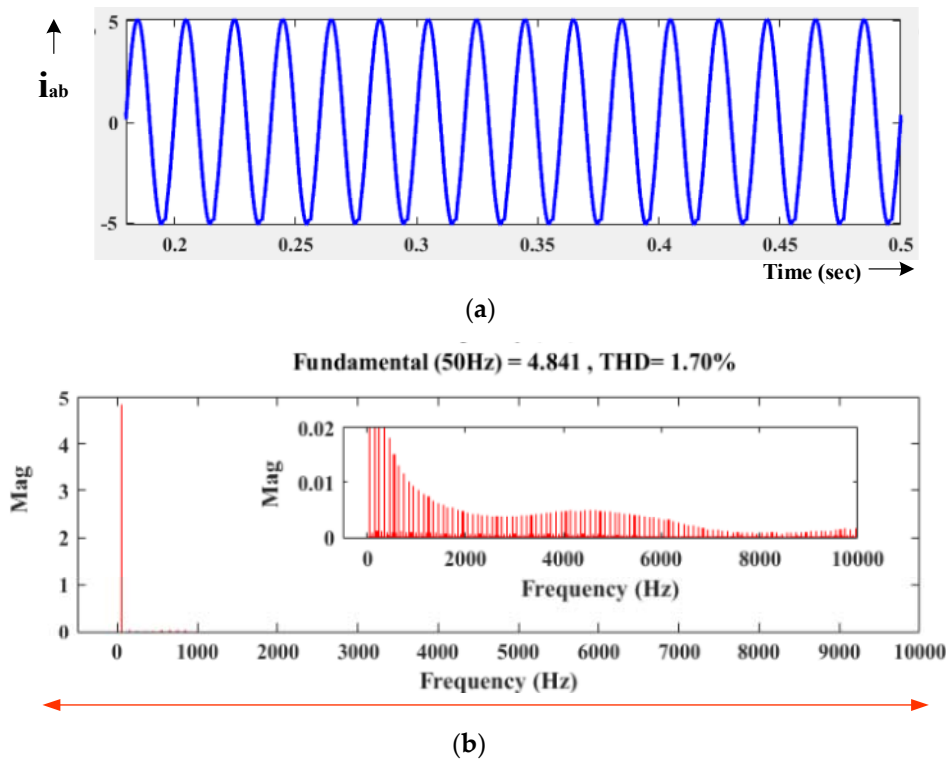 5
i_ab
0
-5
0.2 0.25 0.3 0.35 0.4 0.45 0.5
Time (sec)
(a)
Fundamental (50Hz) = 4.841 , THD= 1.70%
5
4
3
2
1
0
Mag
0.02
0.01
0
Mag
0 2000 4000 6000 8000 10000
Frequency (Hz)
0 1000 2000 3000 4000 5000 6000 7000 8000 9000 10000
Frequency (Hz)
(b)